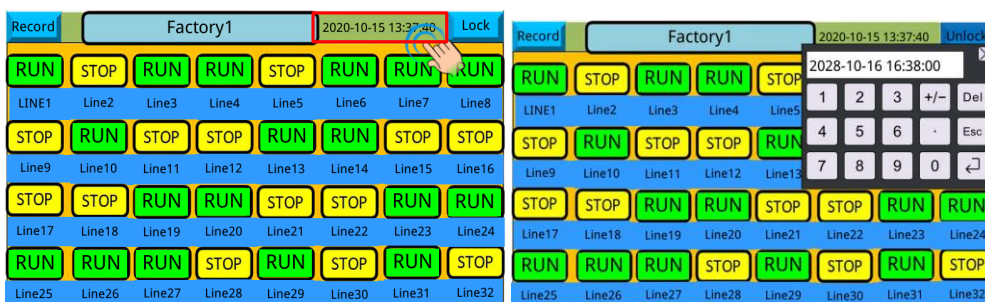 Record Factory1 2020-10-15 13:37:40 Lock
RUN STOP RUN RUN STOP RUN RUN RUN
LINE1 Line2 Line3 Line4 Line5 Line6 Line7 Line8
STOP RUN STOP STOP RUN RUN STOP STOP
Line9 Line10 Line11 Line12 Line13 Line14 Line15 Line16
STOP STOP RUN RUN STOP STOP RUN RUN
Line17 Line18 Line19 Line20 Line21 Line22 Line23 Line24
RUN RUN RUN STOP RUN STOP RUN STOP
Line25 Line26 Line27 Line28 Line29 Line30 Line31 Line32
Record Factory1 2020-10-15 13:37:40 Unlock
2028-10-16 16:38:00
1 2 3 +/- Del
4 5 6 . Esc
7 8 9 0
RUN STOP RUN RUN STOP
LINE1 Line2 Line3 Line4 Line5
STOP RUN STOP STOP RUN
Line9 Line10 Line11 Line12 Line13
STOP STOP RUN RUN STOP STOP RUN RUN
Line17 Line18 Line19 Line20 Line21 Line22 Line23 Line24
RUN RUN RUN STOP RUN STOP RUN STOP
Line25 Line26 Line27 Line28 Line29 Line30 Line31 Line32